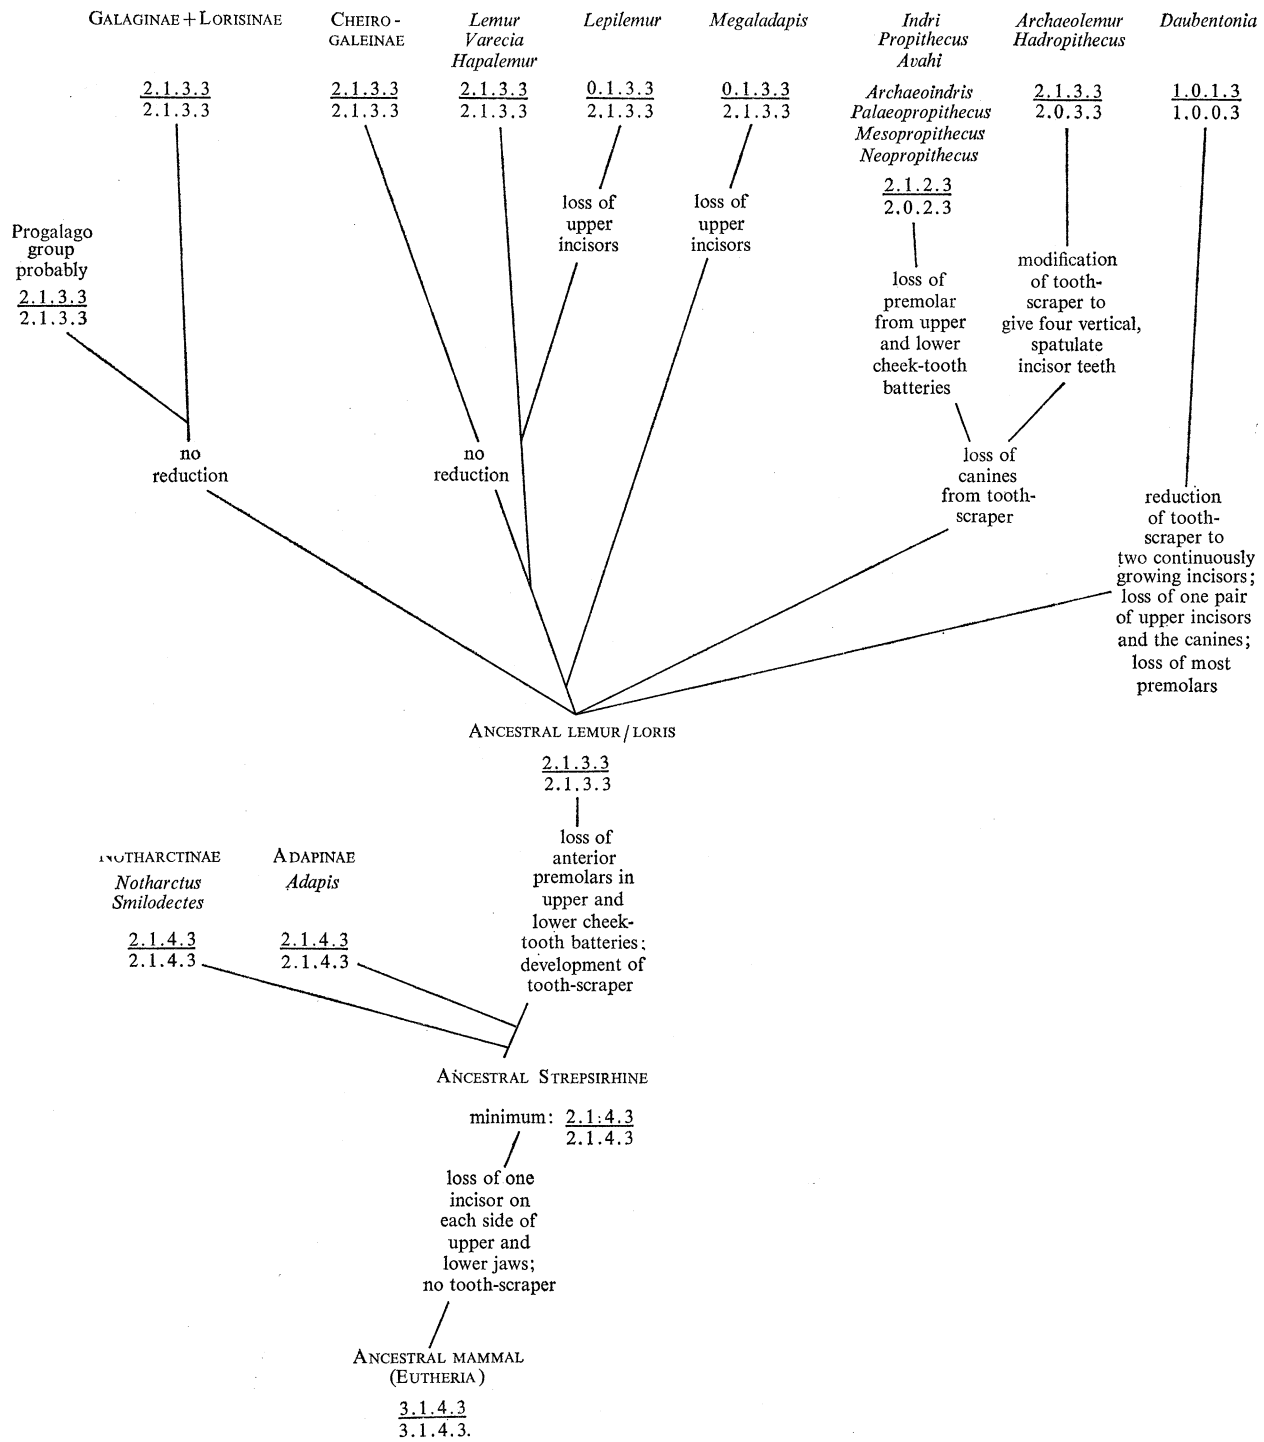 GALAGINAE + LORISINAE
2.1.3.3
2.1.3.3
CHEIRO-
GALEINAE
2.1.3.3
2.1.3.3
Lemur
Varecia
Hapalemur
2.1.3.3
2.1.3.3
Lepilemur
0.1.3.3
2.1.3.3
Megaladapis
0.1.3.3
2.1.3.3
Indri
Propithecus
Avahi
Archaeoindris
Palaeopropithecus
Mesopropithecus
Neopropithecus
2.1.2.3
2.0.2.3
Archaeolemur
Hadropithecus
2.1.3.3
2.0.3.3
Daubentonia
1.0.1.3
1.0.0.3
Progalago
group
probably
2.1.3.3
2.1.3.3
loss of
upper
incisors
loss of
upper
incisors
loss of
premolar
from upper
and lower
cheek-tooth
batteries
modification
of tooth-
scraper to
give four vertical,
spatulate
incisor teeth
no
reduction
no
reduction
loss of
canines
from tooth-
scraper
reduction
of tooth-
scraper to
two continuously
growing incisors;
loss of one pair
of upper incisors
and the canines;
loss of most
premolars
ANCESTRAL LEMUR/LORIS
2.1.3.3
2.1.3.3
loss of
anterior
premolars in
upper and
lower cheek-
tooth batteries;
development of
tooth-scraper
NOTHARCTINAE
Notharctus
Smilodectes
2.1.4.3
2.1.4.3
ADAPINAE
Adapis
2.1.4.3
2.1.4.3
ANCESTRAL STREPSIRHINE
minimum: 2.1:4.3
2.1.4.3
loss of one
incisor on
each side of
upper and
lower jaws;
no tooth-scraper
ANCESTRAL MAMMAL
(EUTHERIA)
3.1.4.3
3.1.4.3.